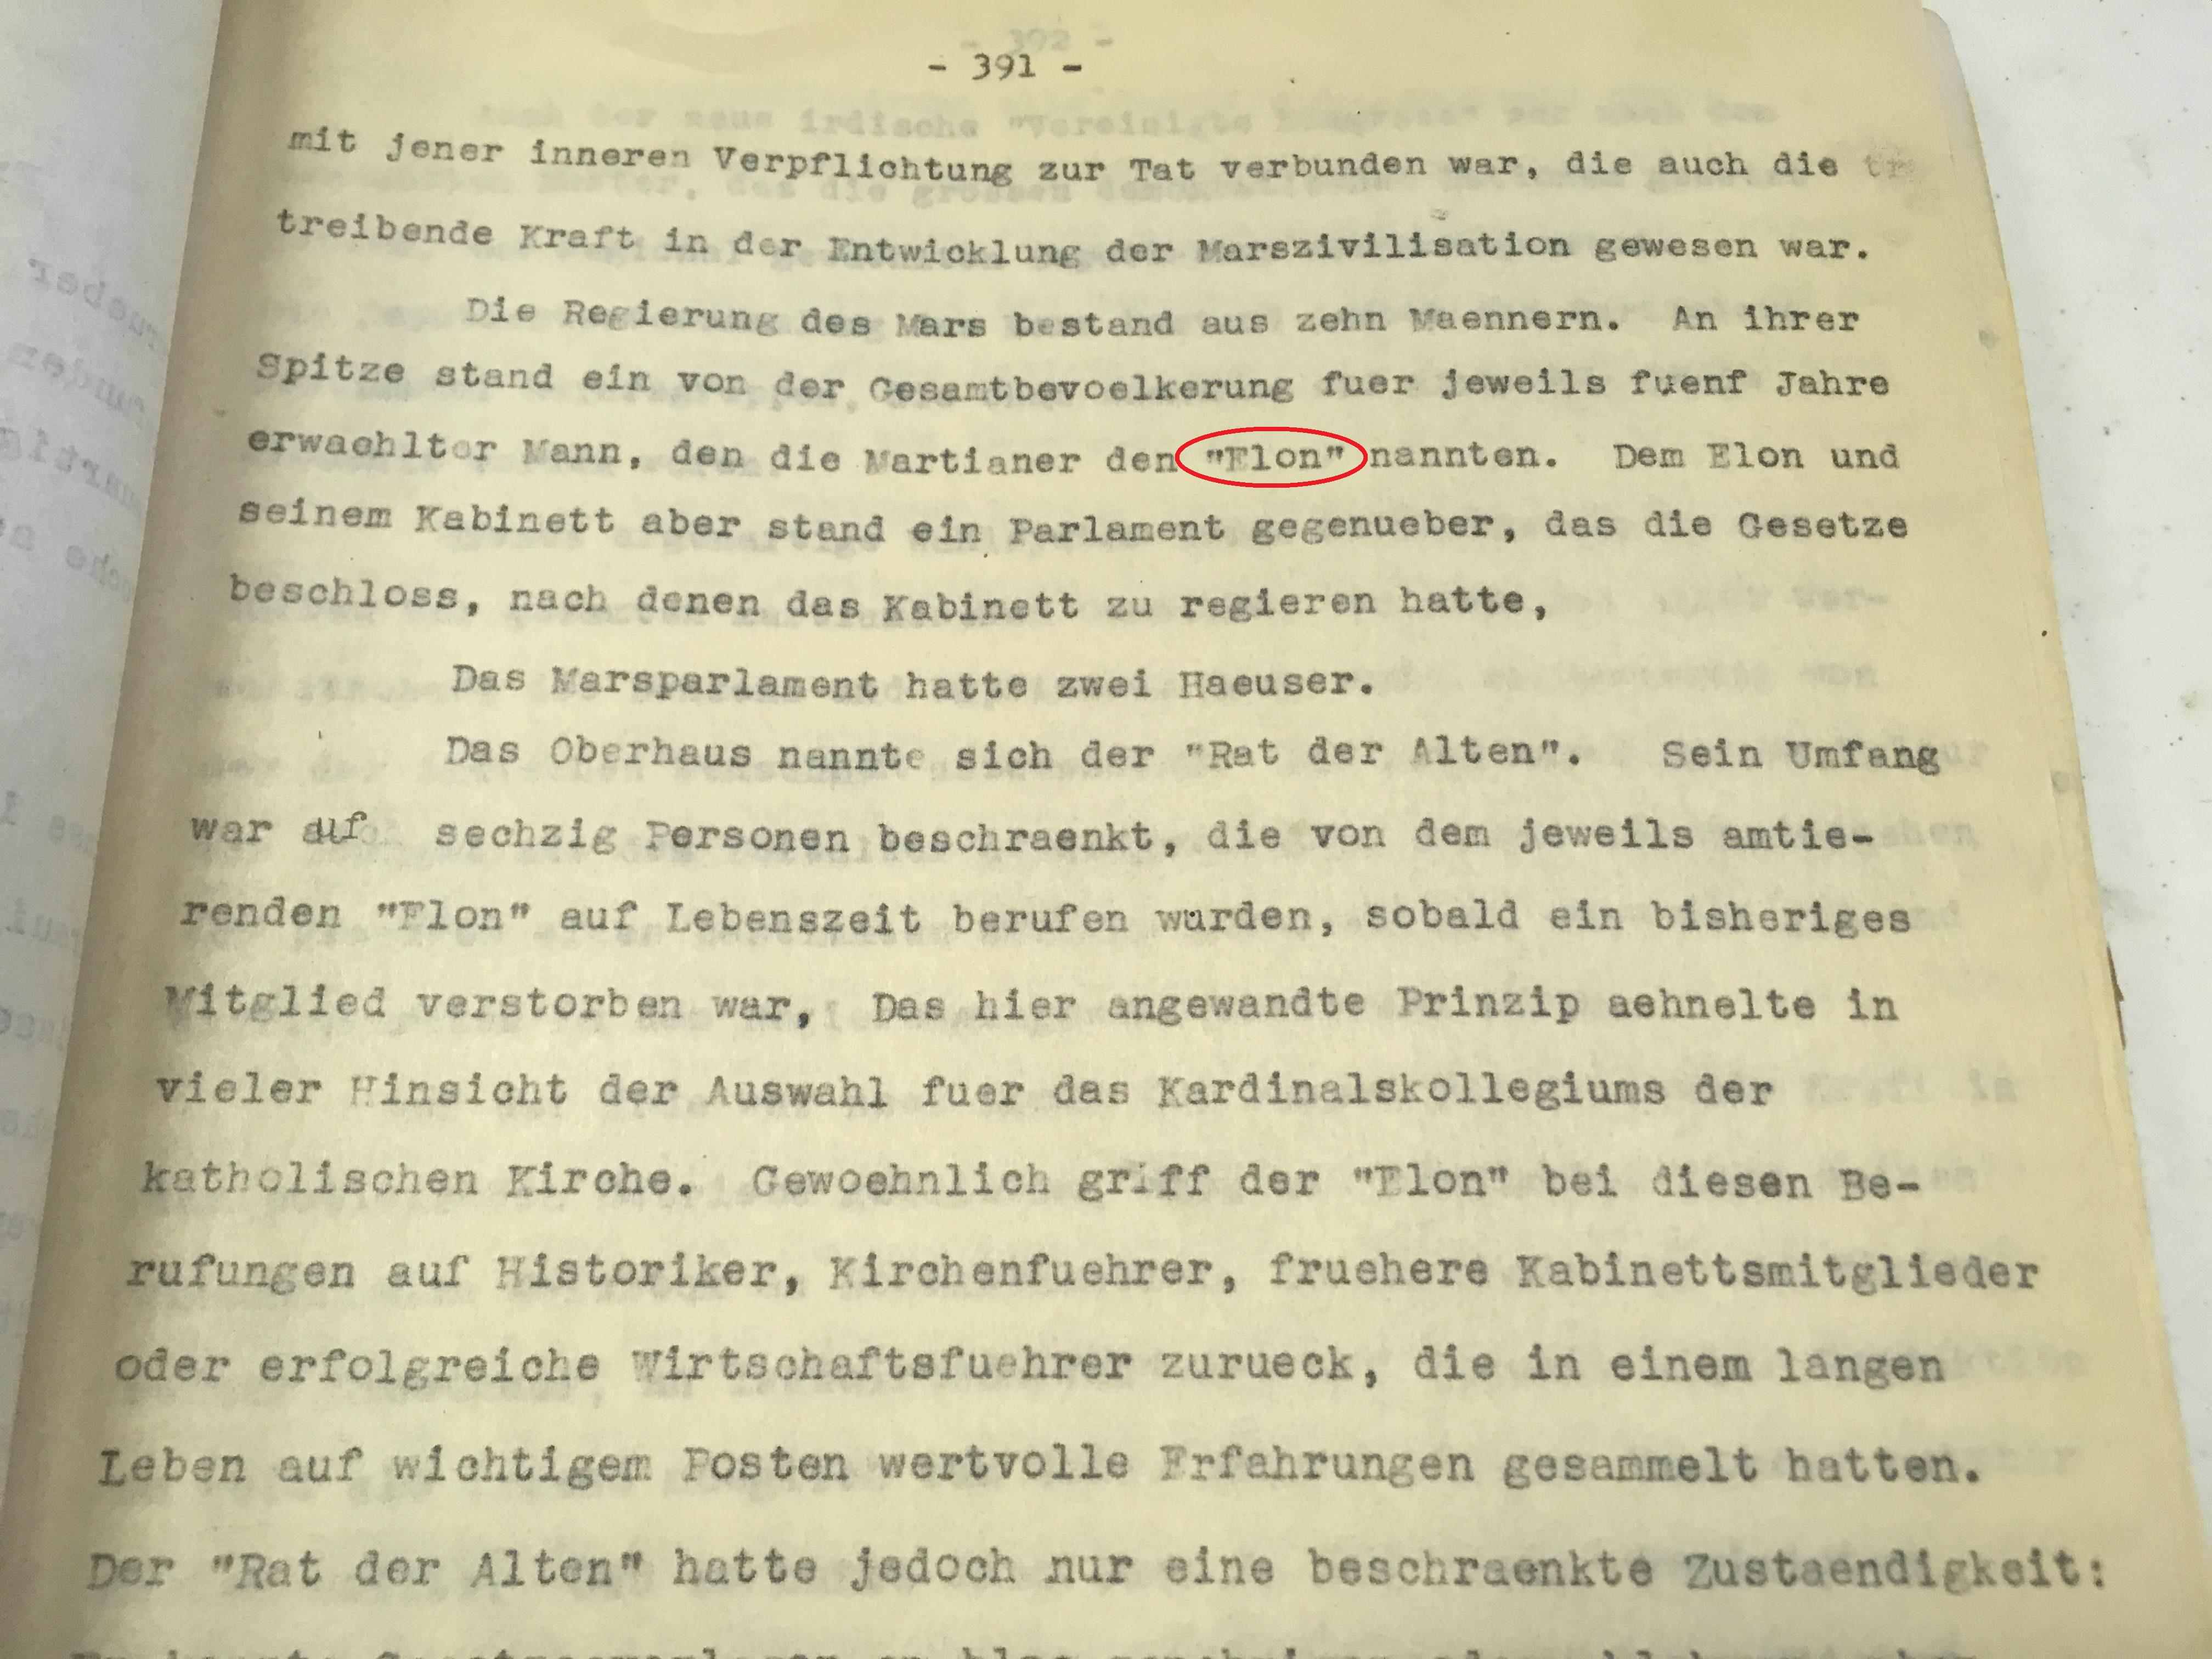 - 391 -
mit jener inneren Verpflichtung zur Tat verbunden war, die auch die tr
treibende Kraft in der Entwicklung der Marszivilisation gewesen war.
Die Regierung des Mars bestand aus zehn Maennern. An ihrer
Spitze stand ein von der Gesamtbevoelkerung fuer jeweils fuenf Jahre
erwaehlter Mann, den die Martianer den "Elon" nannten. Dem Elon und
seinem Kabinett aber stand ein Parlament gegenueber, das die Gesetze
beschloss, nach denen das Kabinett zu regieren hatte,
Das Marsparlament hatte zwei Haeuser.
Das Oberhaus nannte sich der "Rat der Alten". Sein Umfang
war auf sechzig Personen beschraenkt, die von dem jeweils amtie-
renden "Elon" auf Lebenszeit berufen wurden, sobald ein bisheriges
Mitglied verstorben war, Das hier angewandte Prinzip aehnelte in
vieler Hinsicht der Auswahl fuer das Kardinalskollegiums der
katholischen Kirche. Gewoehnlich griff der "Elon" bei diesen Be-
rufungen auf Historiker, Kirchenfuehrer, fruehere Kabinettsmitglieder
oder erfolgreiche Wirtschaftsfuehrer zurueck, die in einem langen
Leben auf wichtigem Posten wertvolle Erfahrungen gesammelt hatten.
Der "Rat der Alten" hatte jedoch nur eine beschraenkte Zustaendigkeit: